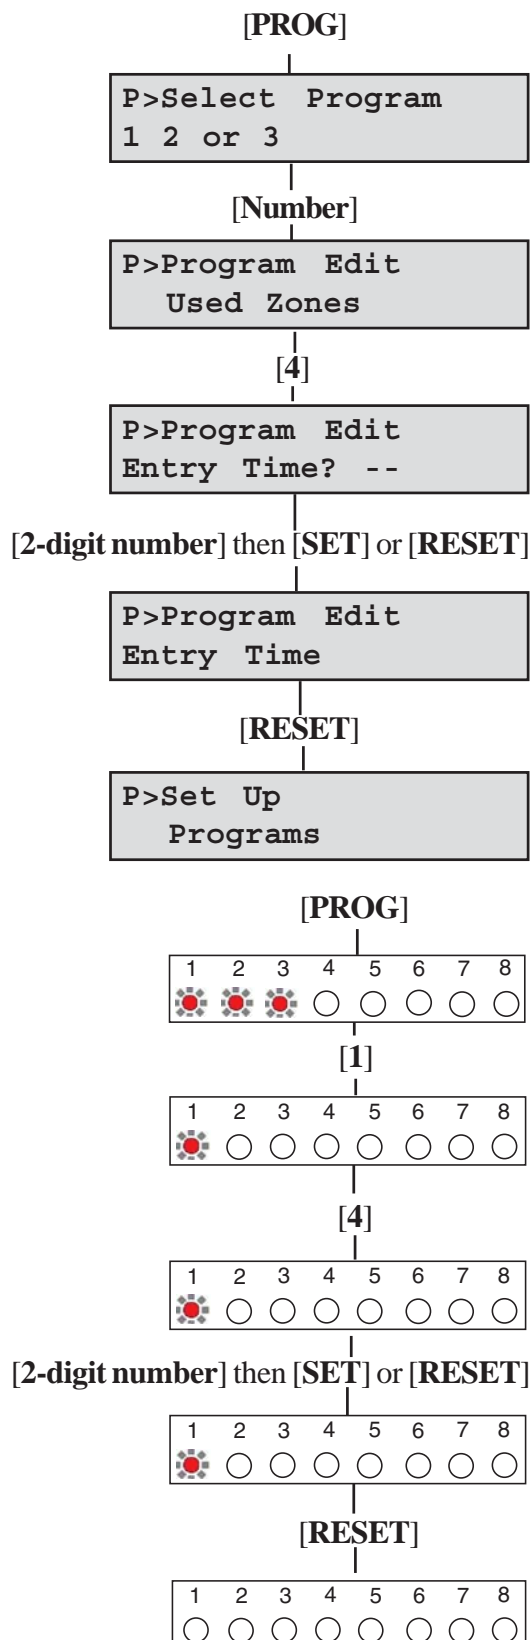 [PROG]
P>Select Program
1 2 or 3
[Number]
P>Program Edit
Used Zones
[4]
P>Program Edit
Entry Time? --
[2-digit number] then [SET] or [RESET]
P>Program Edit
Entry Time
[RESET]
P>Set Up
Programs
[PROG]
1 2 3 4 5 6 7 8
[1]
1 2 3 4 5 6 7 8
[4]
1 2 3 4 5 6 7 8
[2-digit number] then [SET] or [RESET]
1 2 3 4 5 6 7 8
[RESET]
1 2 3 4 5 6 7 8